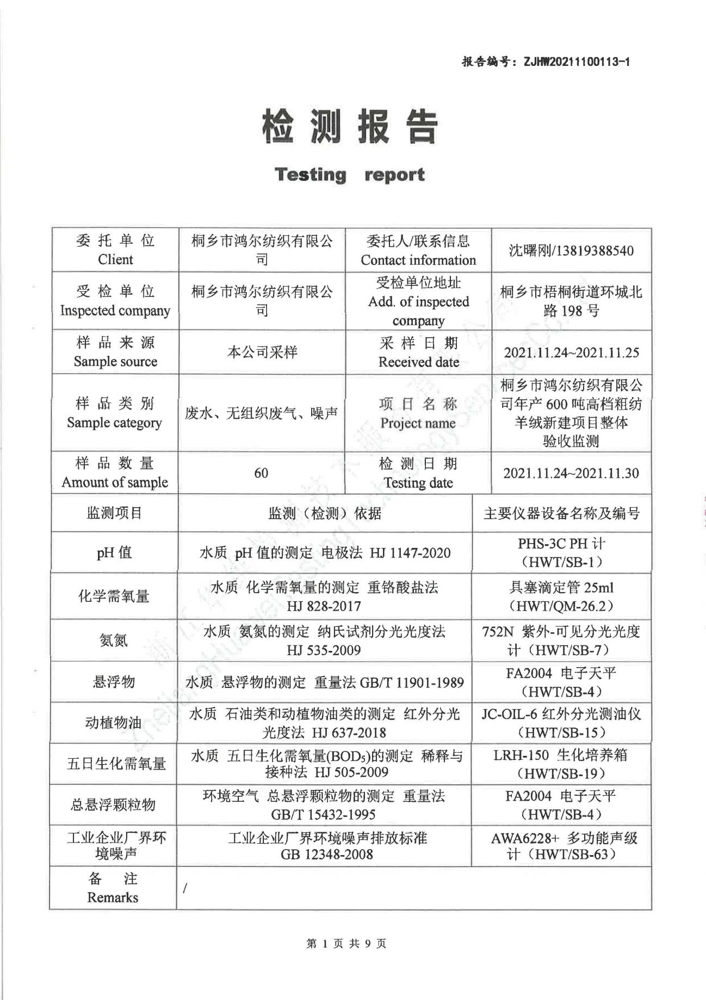 报告编号：ZJHW20211100113-1
检测报告
Testing report
委托单位
Client
桐乡市鸿尔纺织有限公
司
委托人/联系信息
Contact information
沈曙刚/13819388540
受检单位
Inspected company
桐乡市鸿尔纺织有限公
司
受检单位地址
Add. of inspected
company
桐乡市梧桐街道环城北
路 198 号
样品来源
Sample source
本公司采样
采样日期
Received date
2021.11.24~2021.11.25
样品类别
Sample category
废水、无组织废气、噪声
项目名称
Project name
桐乡市鸿尔纺织有限公
司年产 600 吨高档粗纺
羊绒新建项目整体
验收监测
样品数量
Amount of sample
60
检测日期
Testing date
2021.11.24~2021.11.30
监测项目
监测（检测）依据
主要仪器设备名称及编号
pH 值
水质 pH 值的测定 电极法 HJ 1147-2020
PHS-3C PH 计
（HWT/SB-1）
化学需氧量
水质 化学需氧量的测定 重铬酸盐法
HJ 828-2017
具塞滴定管 25ml
（HWT/QM-26.2）
氨氮
水质 氨氮的测定 纳氏试剂分光光度法
HJ 535-2009
752N 紫外-可见分光光度
计（HWT/SB-7）
悬浮物
水质 悬浮物的测定 重量法 GB/T 11901-1989
FA2004 电子天平
（HWT/SB-4）
动植物油
水质 石油类和动植物油类的测定 红外分光
光度法 HJ 637-2018
JC-OIL-6 红外分光测油仪
（HWT/SB-15）
五日生化需氧量
水质 五日生化需氧量(BOD₅)的测定 稀释与
接种法 HJ 505-2009
LRH-150 生化培养箱
（HWT/SB-19）
总悬浮颗粒物
环境空气 总悬浮颗粒物的测定 重量法
GB/T 15432-1995
FA2004 电子天平
（HWT/SB-4）
工业企业厂界环
境噪声
工业企业厂界环境噪声排放标准
GB 12348-2008
AWA6228+ 多功能声级
计（HWT/SB-63）
备注
Remarks
/
第 1 页 共 9 页